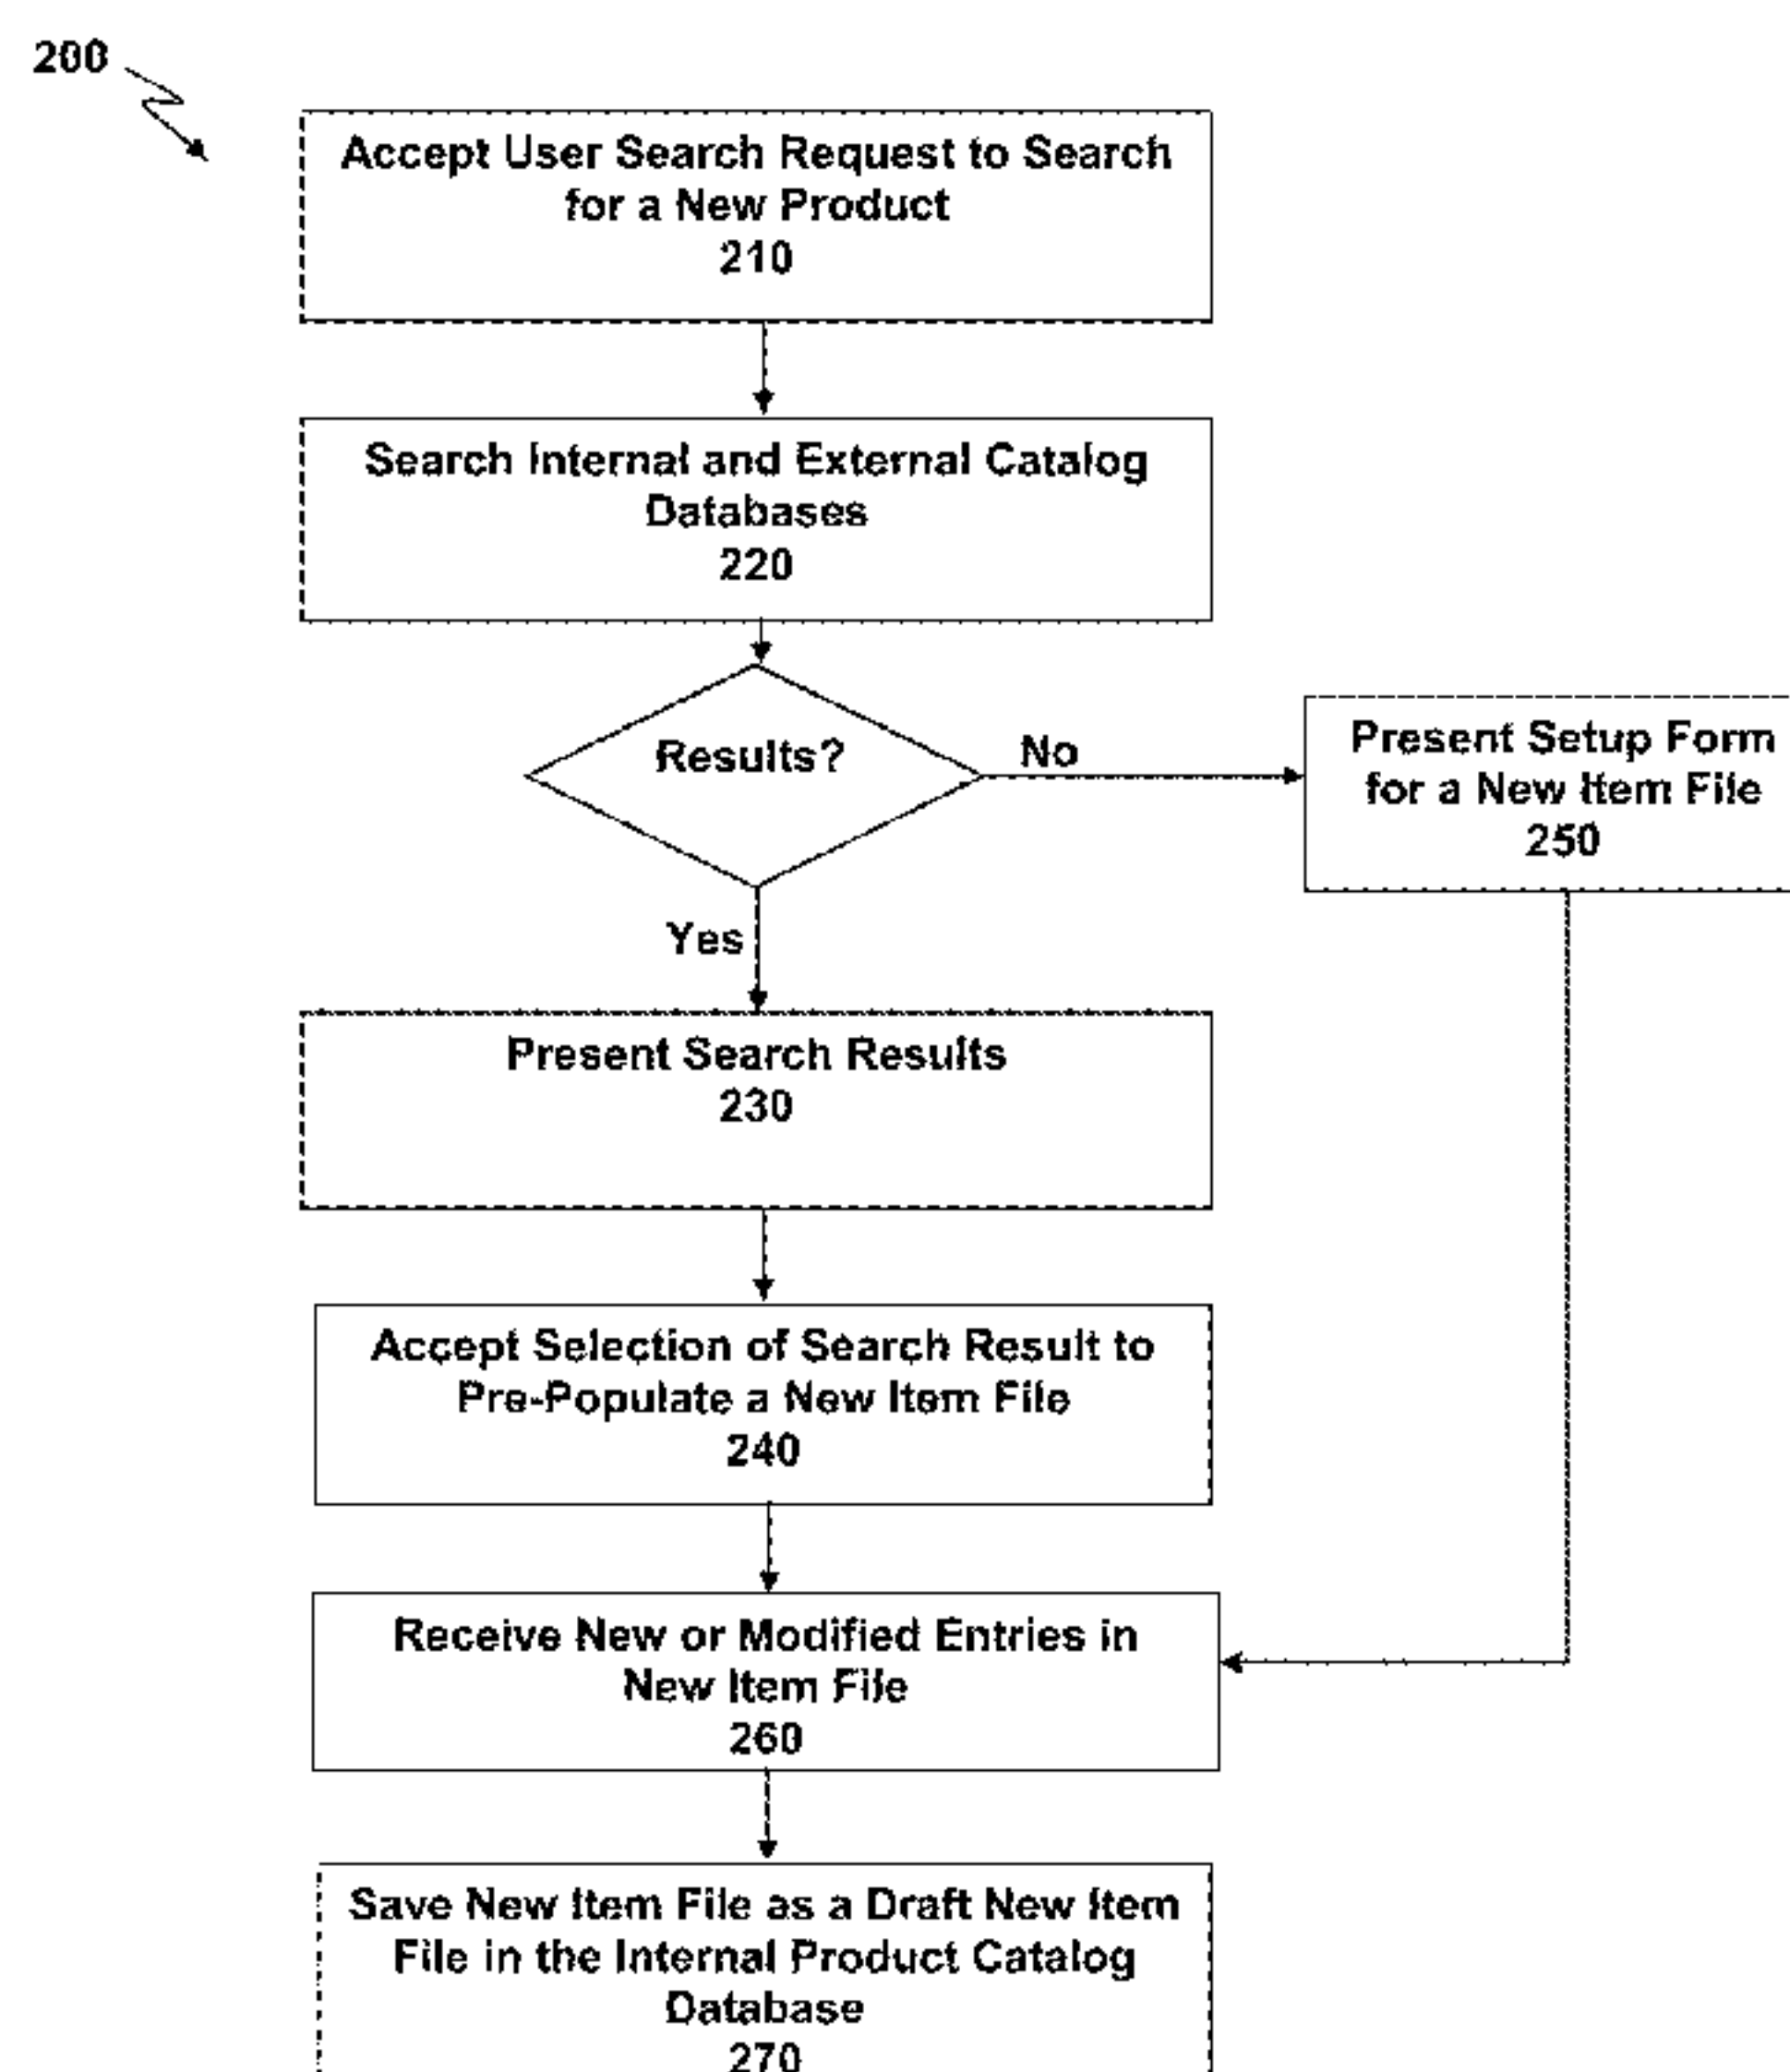 200
Accept User Search Request to Search
for a New Product
210
Search Internal and External Catalog
Databases
220
Results?
No
Present Setup Form
for a New Item File
250
Yes
Present Search Results
230
Accept Selection of Search Result to
Pre-Populate a New Item File
240
Receive New or Modified Entries in
New Item File
260
Save New Item File as a Draft New Item
File in the Internal Product Catalog
Database
270